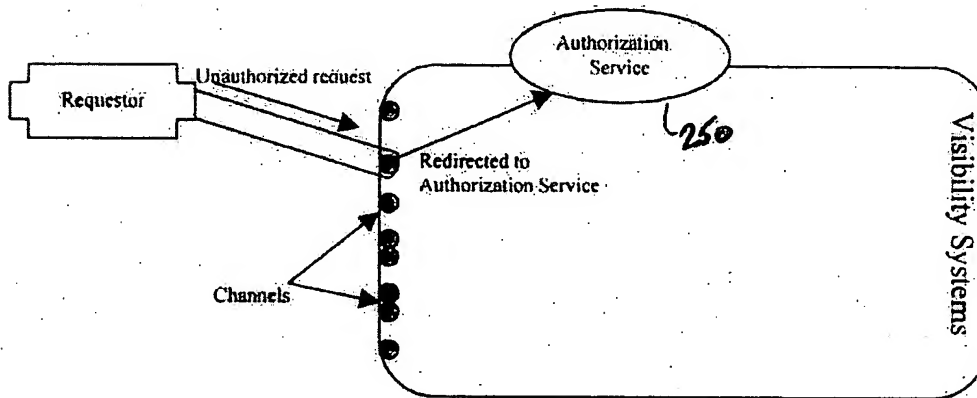 Authorization
Service
Unauthorized request
Requestor
250
Redirected to
Authorization Service
Channels
Visibility Systems